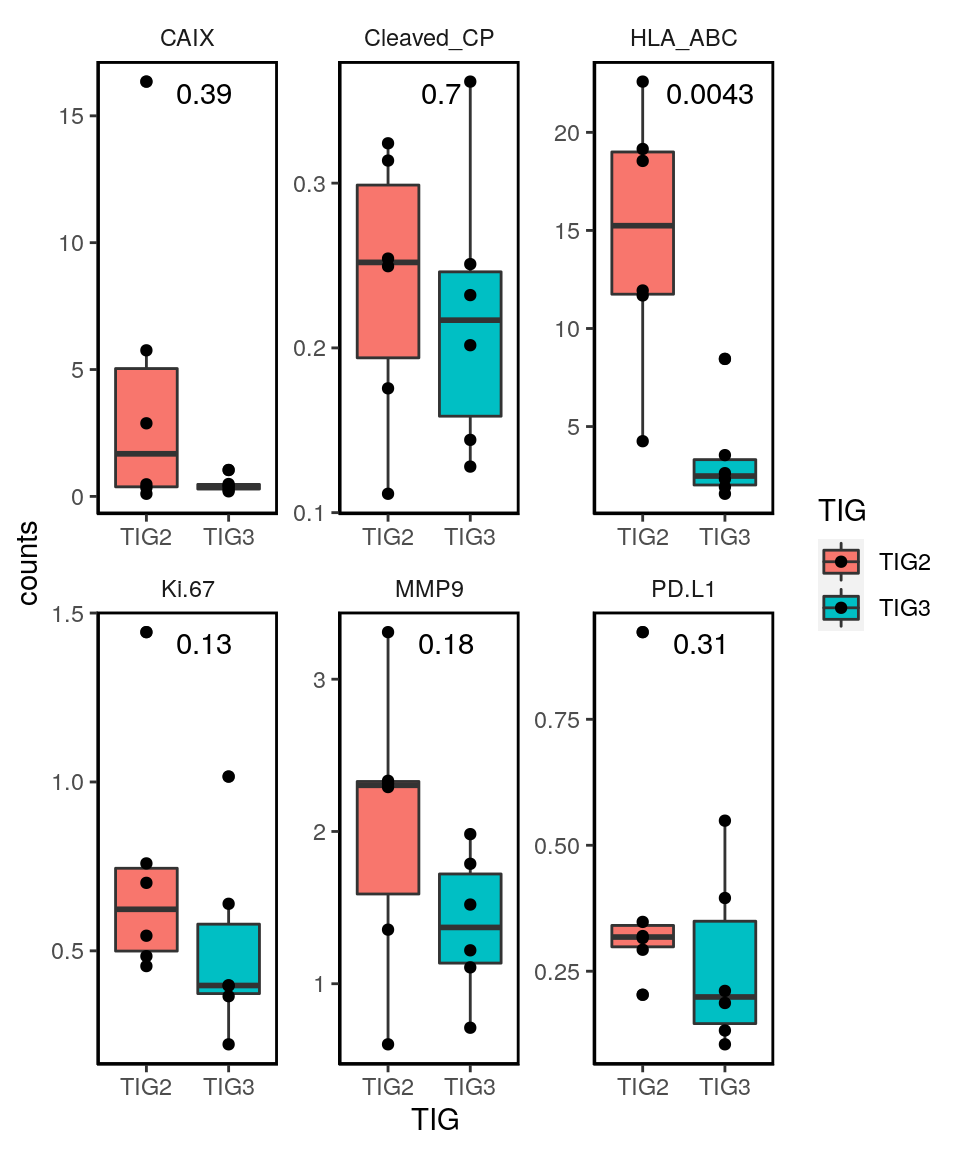 CAIX Cleaved_CP HLA_ABC
0.39 0.7 0.0043
15
10
5
0
0.3
0.2
0.1
20
15
10
5
TIG2 TIG3 TIG2 TIG3 TIG2 TIG3
counts
Ki.67 MMP9 PD.L1
0.13 0.18 0.31
1.5
1.0
0.5
3
2
1
0.75
0.50
0.25
TIG2 TIG3 TIG2 TIG3 TIG2 TIG3
TIG
TIG
TIG2
TIG3